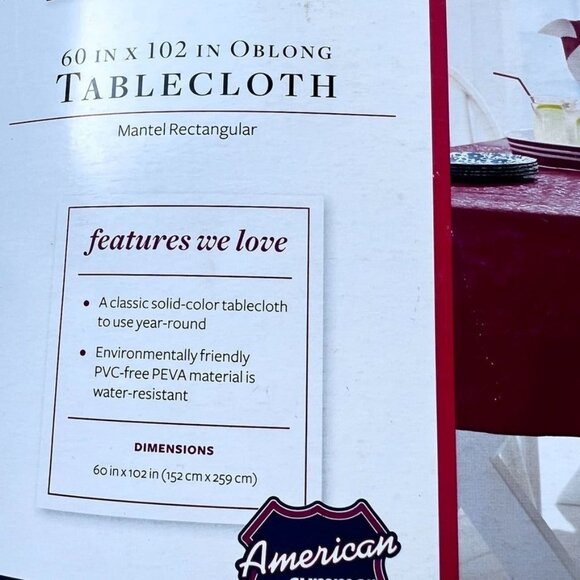 60 IN X 102 IN OBLONG
TABLECLOTH
Mantel Rectangular
features we love
• A classic solid-color tablecloth
to use year-round
• Environmentally friendly
PVC-free PEVA material is
water-resistant
DIMENSIONS
60 in x 102 in (152 cm x 259 cm)
American